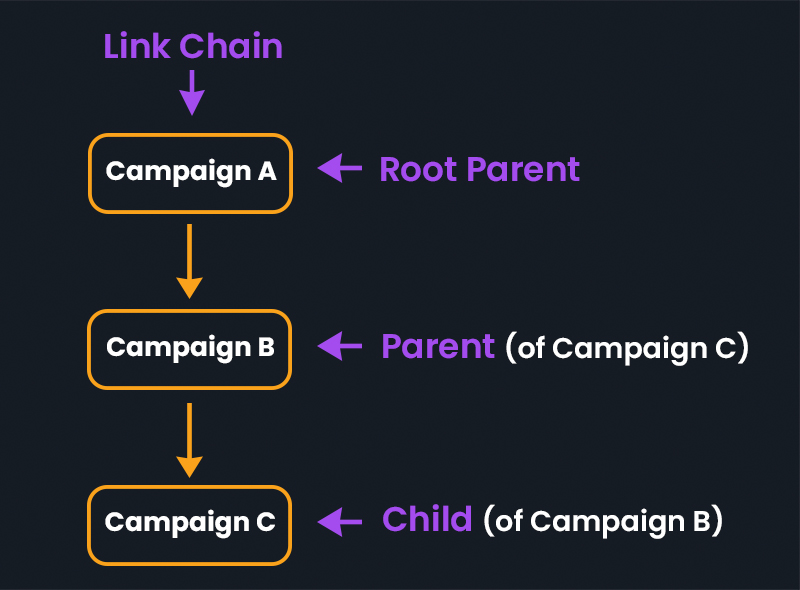 Link Chain
Campaign A
Root Parent
Campaign B
Parent (of Campaign C)
Campaign C
Child (of Campaign B)